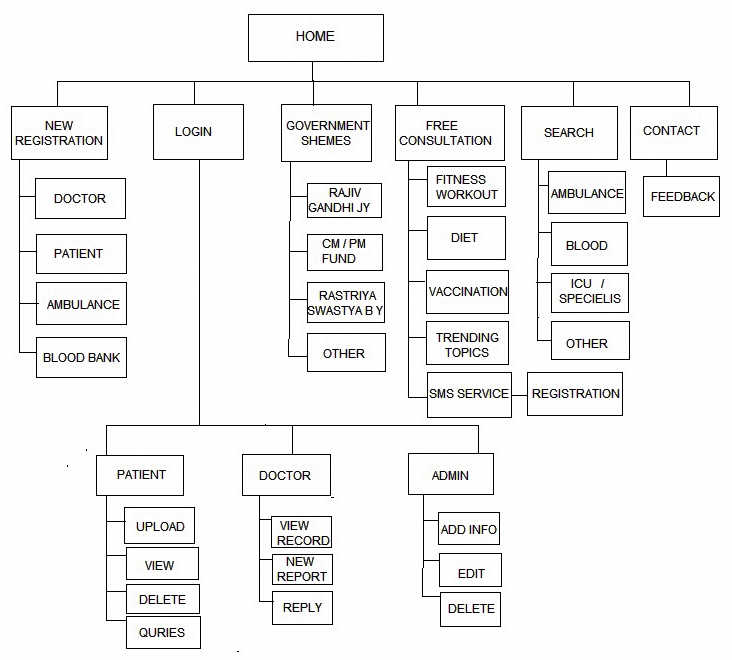 HOME
NEW
REGISTRATION
LOGIN
GOVERNMENT
SHEMES
FREE
CONSULTATION
SEARCH
CONTACT
DOCTOR
PATIENT
AMBULANCE
BLOOD BANK
RAJIV
GANDHI JY
CM / PM
FUND
RASTRIYA
SWASTYA B Y
OTHER
FITNESS
WORKOUT
DIET
VACCINATION
TRENDING
TOPICS
SMS SERVICE
REGISTRATION
AMBULANCE
BLOOD
ICU /
SPECIELIS
OTHER
FEEDBACK
PATIENT
UPLOAD
VIEW
DELETE
QURIES
DOCTOR
VIEW
RECORD
NEW
REPORT
REPLY
ADMIN
ADD INFO
EDIT
DELETE